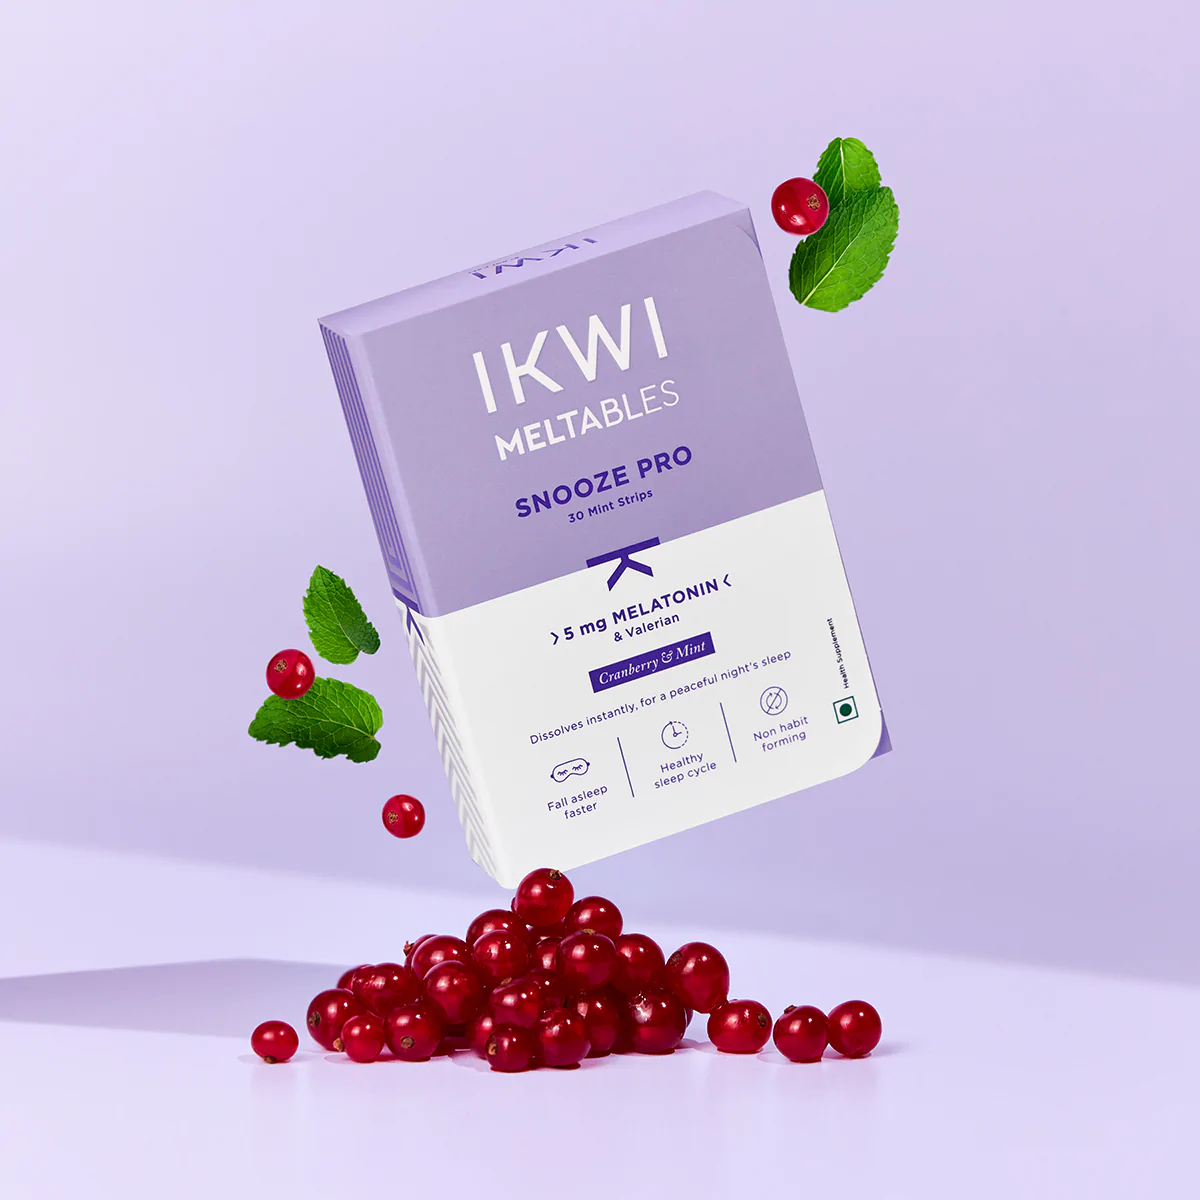 IKWI
IKWI
MELTABLES
SNOOZE PRO
30 Mint Strips
5 mg MELATONIN
& Valerian
Cranberry & Mint
Dissolves instantly, for a peaceful night's sleep
Fall asleep
faster
Healthy
sleep cycle
Non habit
forming
Health Supplement